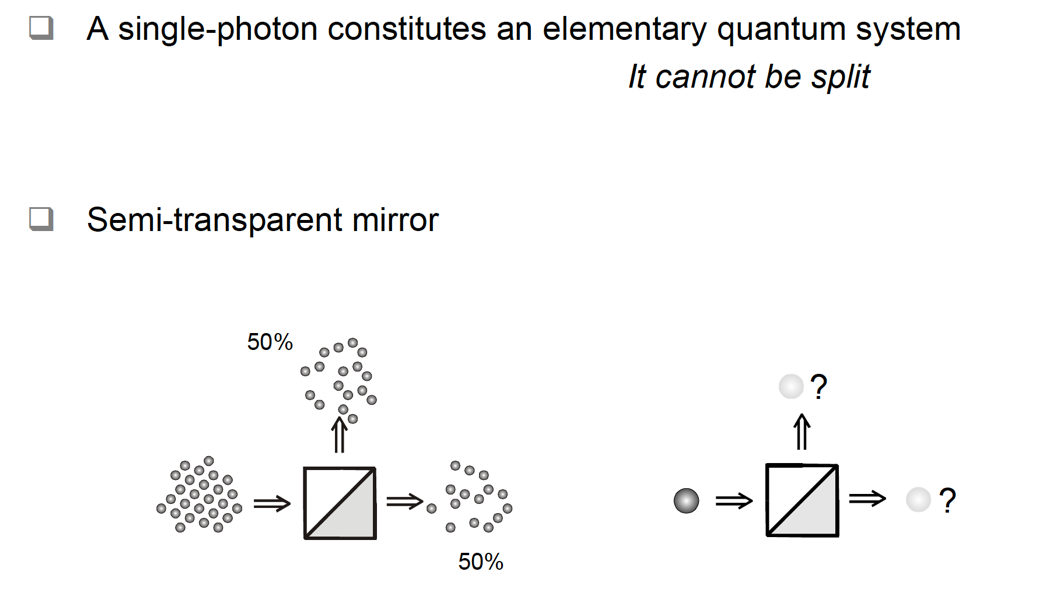 A single-photon constitutes an elementary quantum system
It cannot be split
Semi-transparent mirror
50%
?
?
50%